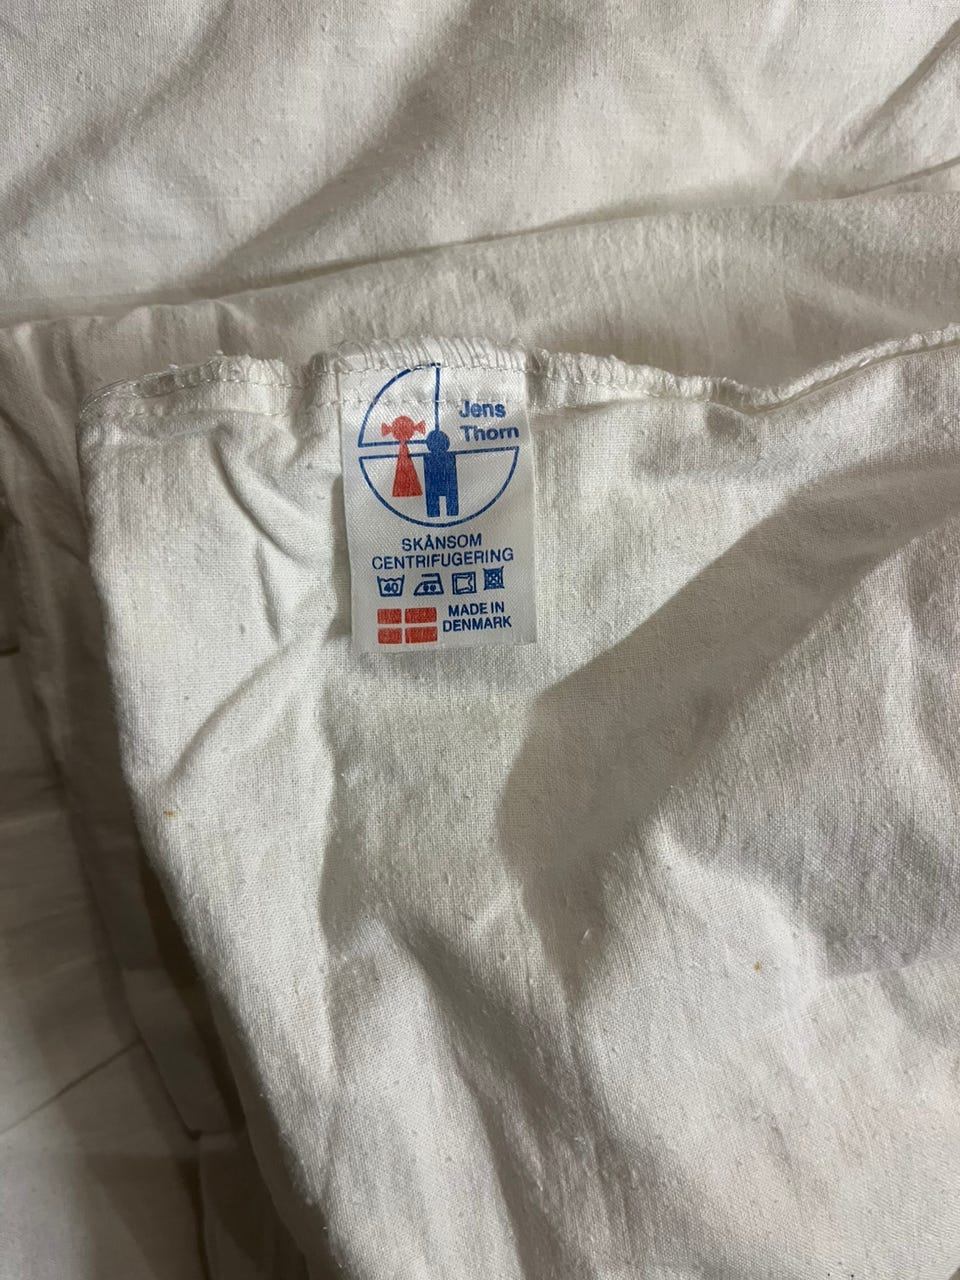 Jens
Thorn
SKÅNSOM
CENTRIFUGERING
40
MADE IN
DENMARK